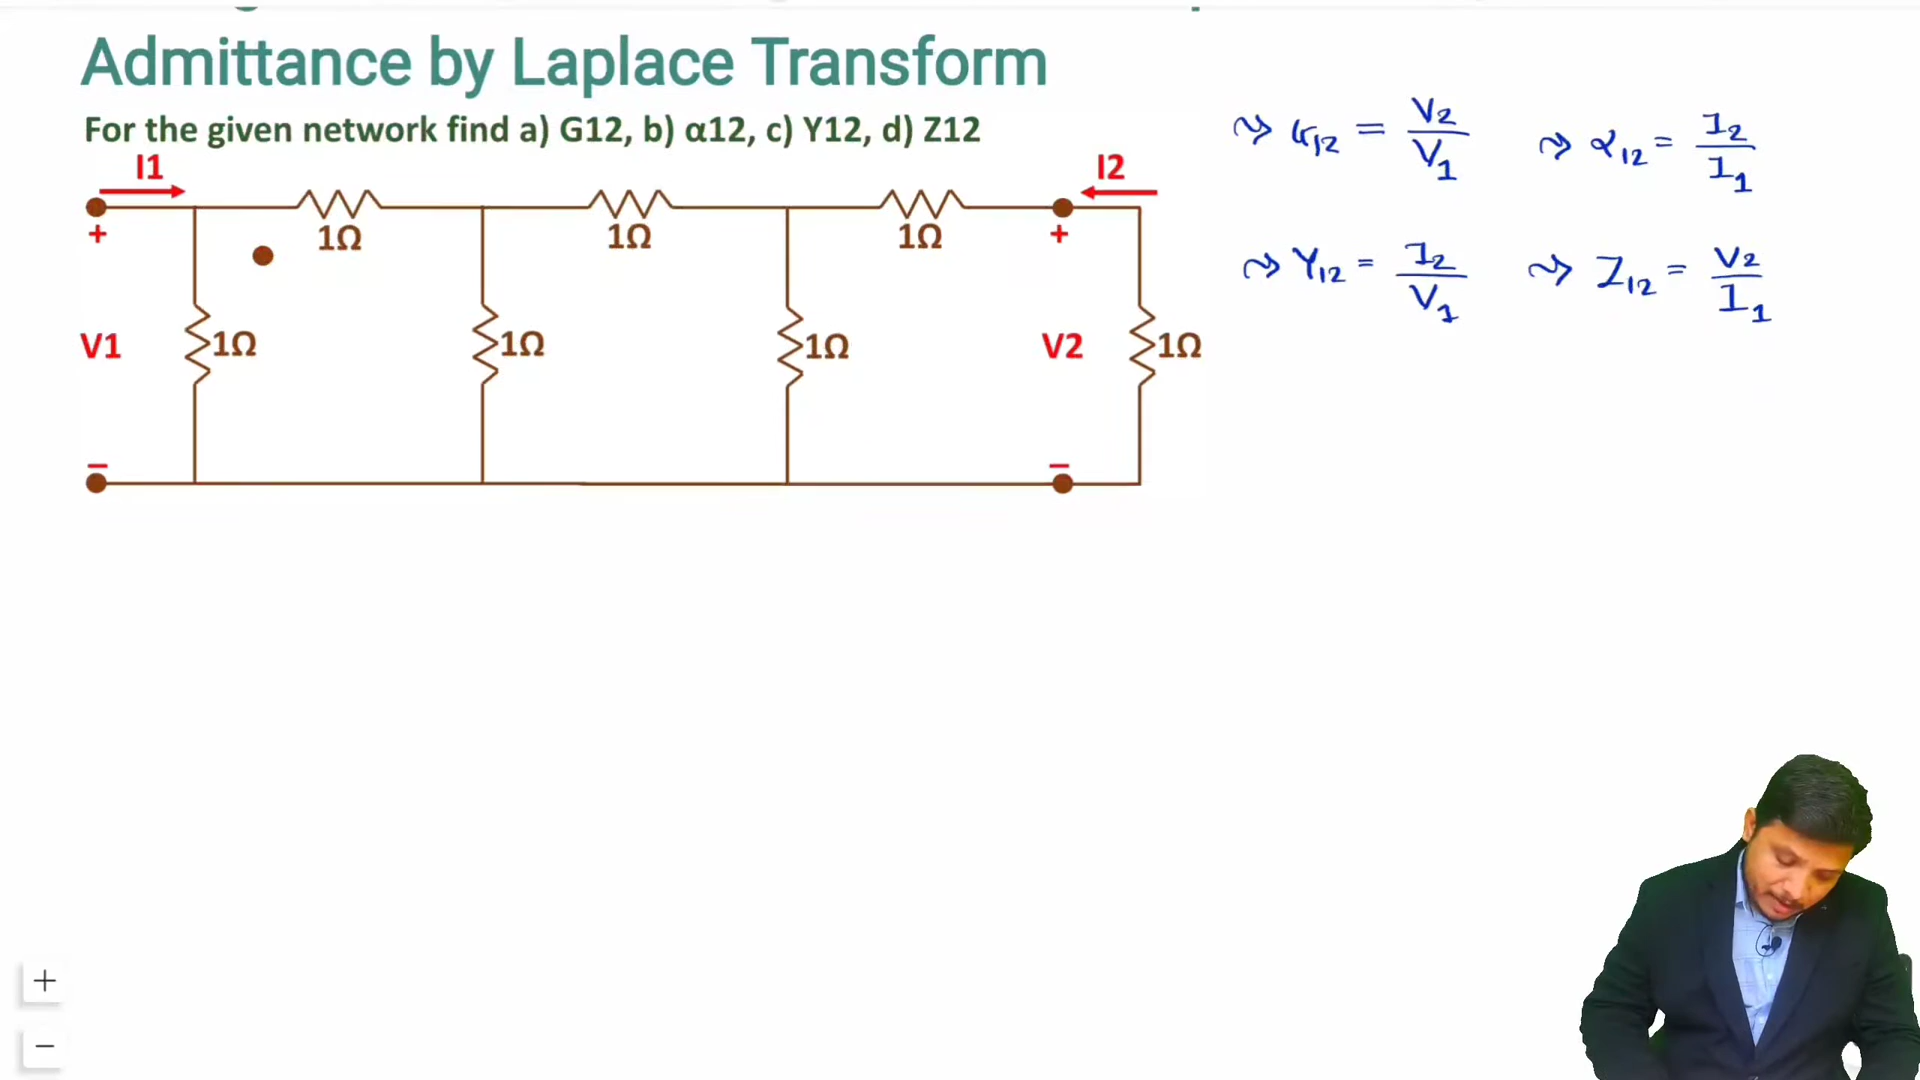 Admittance by Laplace Transform
For the given network find a) G12, b) α12, c) Y12, d) Z12
⇝ G12 = V2/V1
⇝ α12 = I2/I1
I1
I2
+
1Ω
1Ω
1Ω
+
⇝ Y12 = I2/V1
⇝ Z12 = V2/I1
V1
1Ω
1Ω
1Ω
V2
1Ω
−
−
+
−